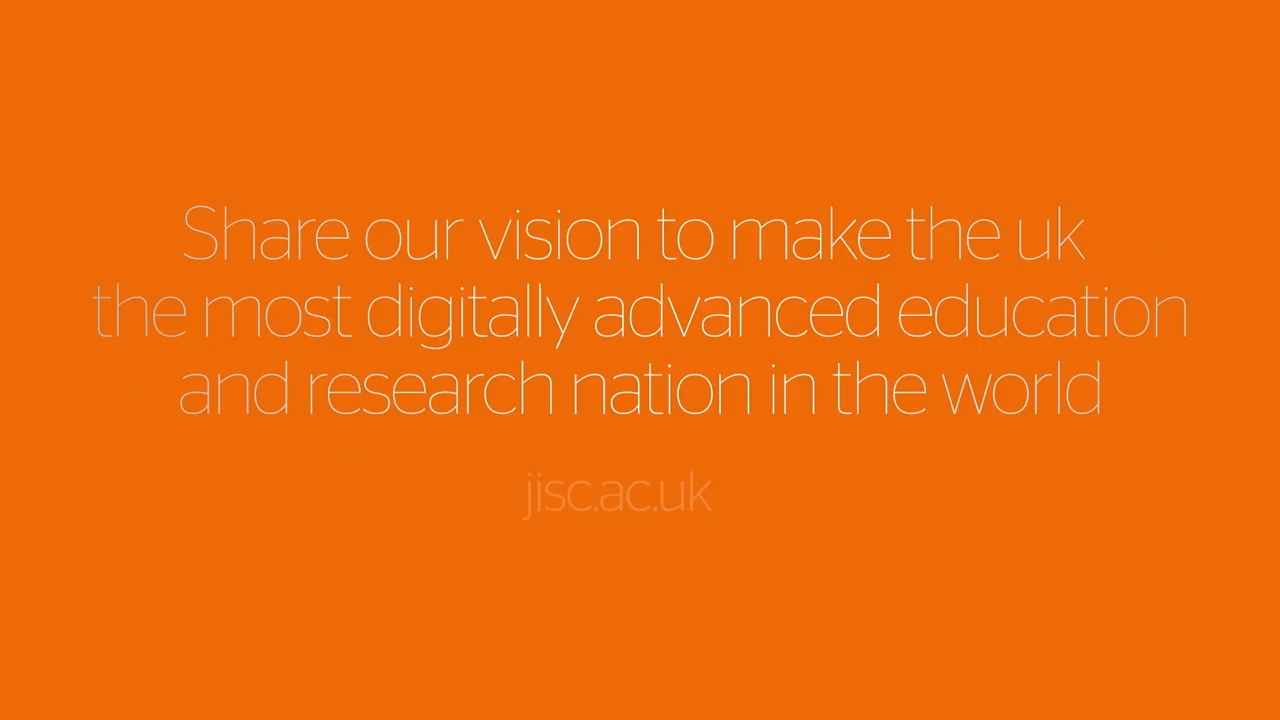 Share our vision to make the uk
the most digitally advanced education
and research nation in the world
jisc.ac.uk